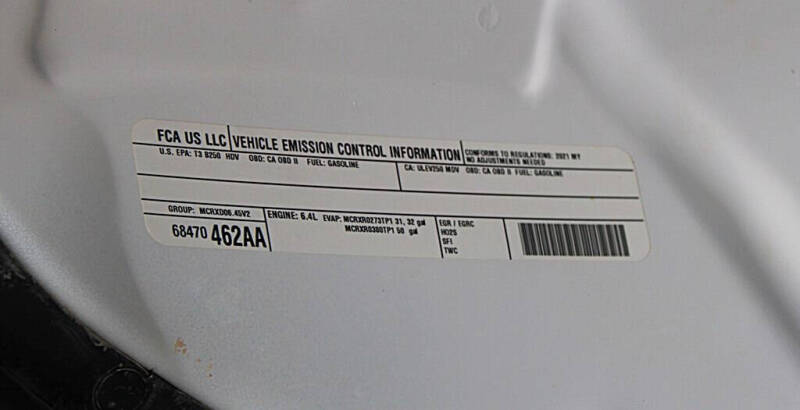 FCA US LLC
VEHICLE EMISSION CONTROL INFORMATION
CONFORMS TO REGULATIONS: 2021 MY
NO ADJUSTMENTS NEEDED
U.S. EPA: T3 B250 HDV OBD: CA OBD II FUEL: GASOLINE
CA: ULEV250 MDV OBD: CA OBD II FUEL: GASOLINE
GROUP: MCRXD06.45V2
68470 462AA
ENGINE: 6.4L EVAP: MCRXR0273TP1 31, 32 gal
MCRXR0380TP1 50 gal
EGR / EGRC
HO2S
SFI
TWC